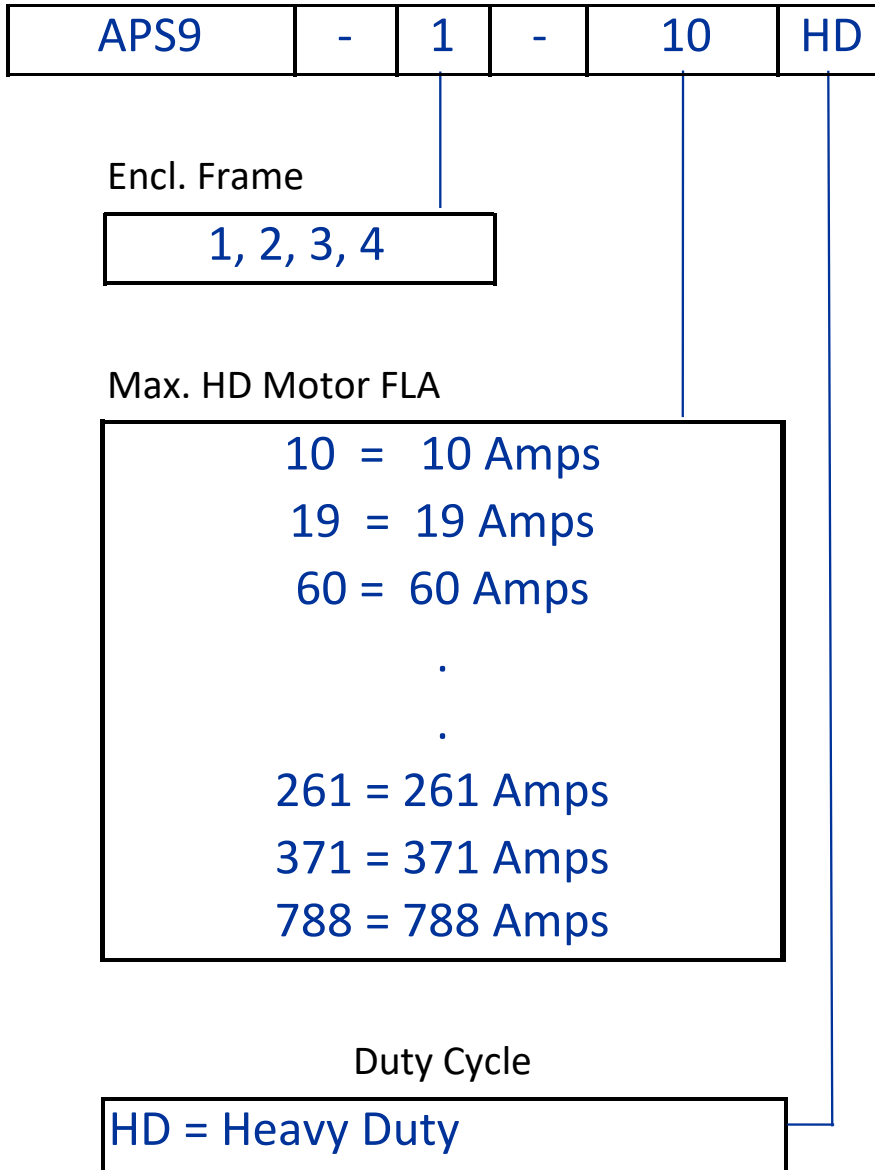 APS9 - 1 - 10 HD
Encl. Frame
1, 2, 3, 4
Max. HD Motor FLA
10 = 10 Amps
19 = 19 Amps
60 = 60 Amps
.
.
261 = 261 Amps
371 = 371 Amps
788 = 788 Amps
Duty Cycle
HD = Heavy Duty